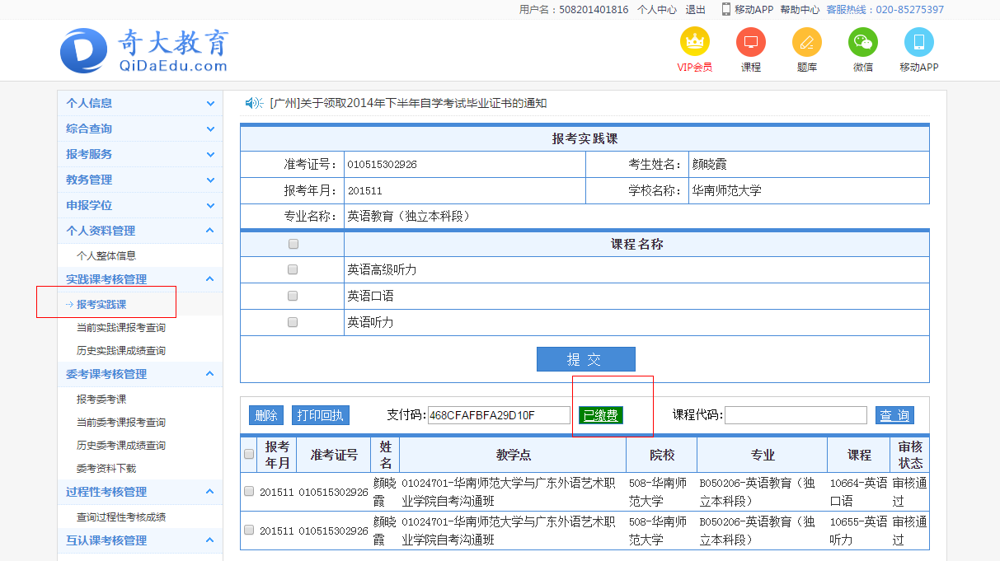 用户名：508201401816 个人中心 退出 移动APP 帮助中心 客服热线：020-85275397
奇大教育
QiDaEdu.com
VIP会员 课程 题库 微信 移动APP
个人信息
综合查询
报考服务
教务管理
申报学位
个人资料管理
个人整体信息
实践课考核管理
报考实践课
当前实践课报考查询
历史实践课成绩查询
委考课考核管理
报考委考课
当前委考课报考查询
历史委考课成绩查询
委考资料下载
过程性考核管理
查询过程性考核成绩
互认课考核管理
[广州]关于领取2014年下半年自学考试毕业证书的通知
报考实践课
准考证号： 010515302926 考生姓名： 颜晓霞
报考年月： 201511 学校名称： 华南师范大学
专业名称： 英语教育（独立本科段）
课程名称
英语高级听力
英语口语
英语听力
提 交
删除 打印回执 支付码: 468CFAFBFA29D10F 已缴费 课程代码: 查 询
报考年月 准考证号 姓名 教学点 院校 专业 课程 审核状态
201511 010515302926 颜晓霞 01024701-华南师范大学与广东外语艺术职业学院自考沟通班 508-华南师范大学 B050206-英语教育（独立本科段） 10664-英语口语 审核通过
201511 010515302926 颜晓霞 01024701-华南师范大学与广东外语艺术职业学院自考沟通班 508-华南师范大学 B050206-英语教育（独立本科段） 10655-英语听力 审核通过